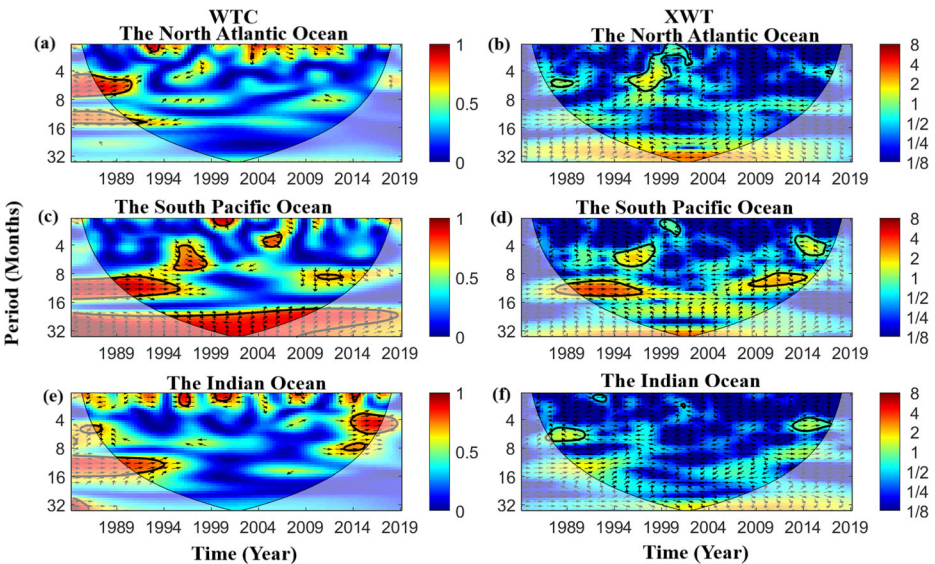 WTC
XWT
The North Atlantic Ocean
The North Atlantic Ocean
(a)
4
8
16
32
1989 1994 1999 2004 2009 2014 2019
1
0.5
0
(b)
4
8
16
32
1989 1994 1999 2004 2009 2014 2019
8
4
2
1
1/2
1/4
1/8
Period (Months)
The South Pacific Ocean
(c)
4
8
16
32
1989 1994 1999 2004 2009 2014 2019
1
0.5
0
The South Pacific Ocean
(d)
4
8
16
32
1989 1994 1999 2004 2009 2014 2019
8
4
2
1
1/2
1/4
1/8
The Indian Ocean
(e)
4
8
16
32
1989 1994 1999 2004 2009 2014 2019
1
0.5
0
Time (Year)
The Indian Ocean
(f)
4
8
16
32
1989 1994 1999 2004 2009 2014 2019
8
4
2
1
1/2
1/4
1/8
Time (Year)